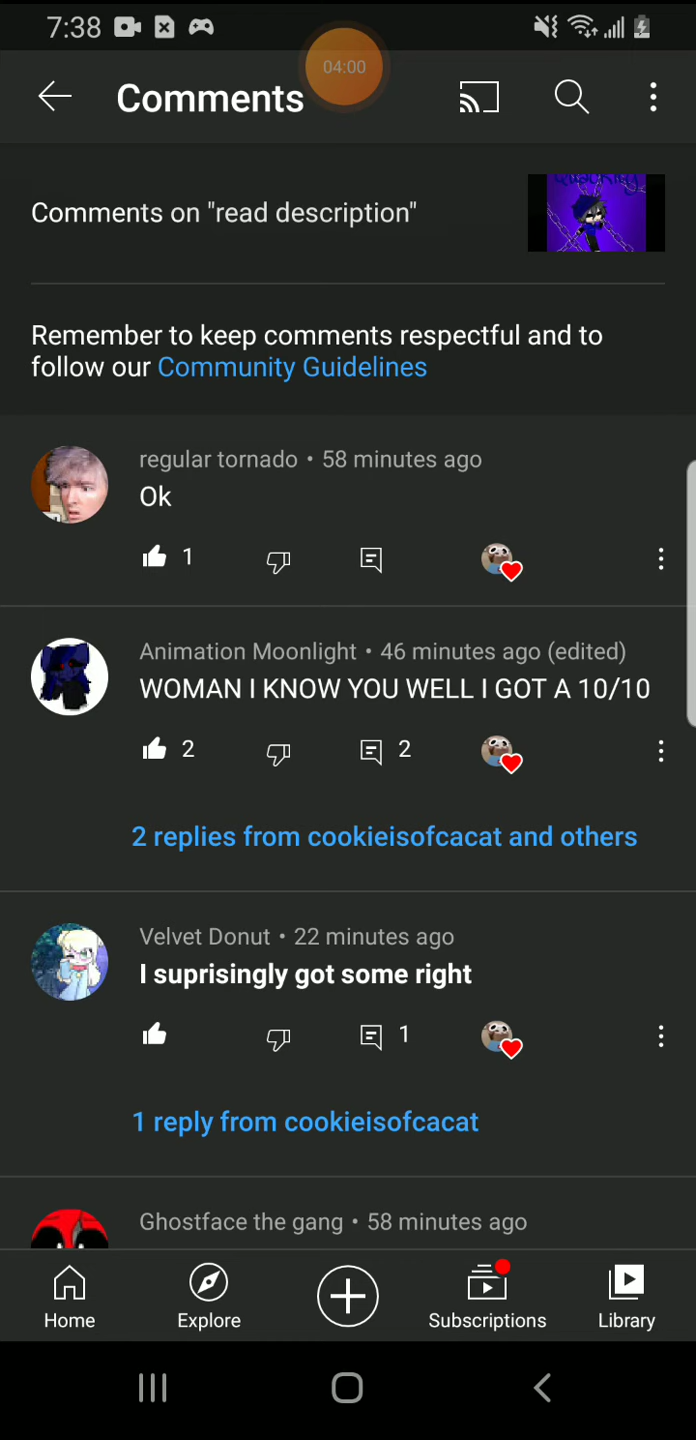 7:38
04:00
Comments
Comments on "read description"
Remember to keep comments respectful and to
follow our Community Guidelines
regular tornado • 58 minutes ago
Ok
1
Animation Moonlight • 46 minutes ago (edited)
WOMAN I KNOW YOU WELL I GOT A 10/10
2 2
2 replies from cookieisofcacat and others
Velvet Donut • 22 minutes ago
I suprisingly got some right
1
1 reply from cookieisofcacat
Ghostface the gang • 58 minutes ago
Home Explore Subscriptions Library